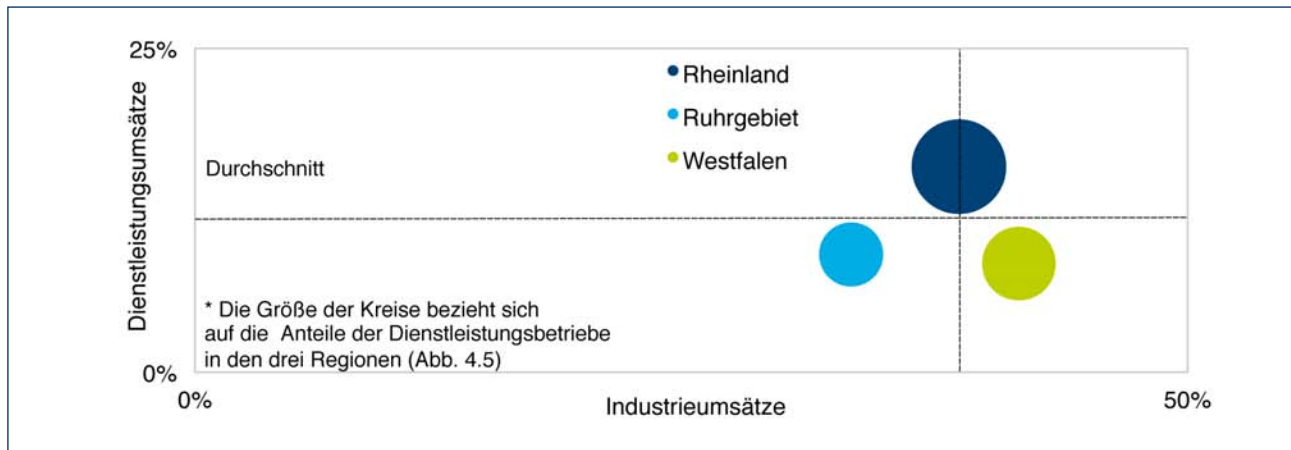 25%
Dienstleistungsumsätze
Rheinland
Ruhrgebiet
Westfalen
Durchschnitt
* Die Größe der Kreise bezieht sich
auf die Anteile der Dienstleistungsbetriebe
in den drei Regionen (Abb. 4.5)
0%
0%
Industrieumsätze
50%